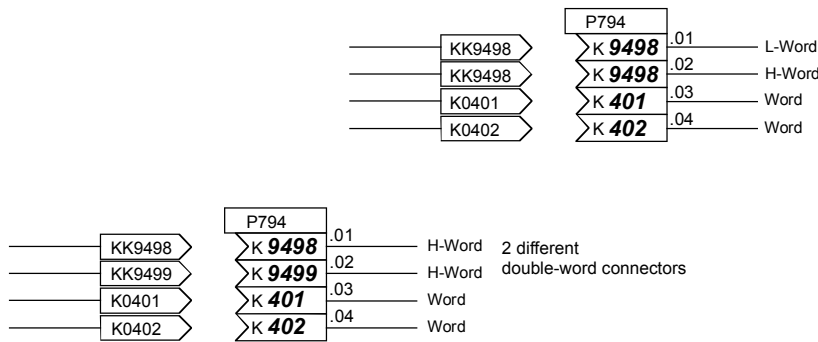 P794
KK9498 K 9498 .01 L-Word
KK9498 K 9498 .02 H-Word
K0401 K 401 .03 Word
K0402 K 402 .04 Word
P794
KK9498 K 9498 .01 H-Word 2 different
KK9499 K 9499 .02 H-Word double-word connectors
K0401 K 401 .03 Word
K0402 K 402 .04 Word